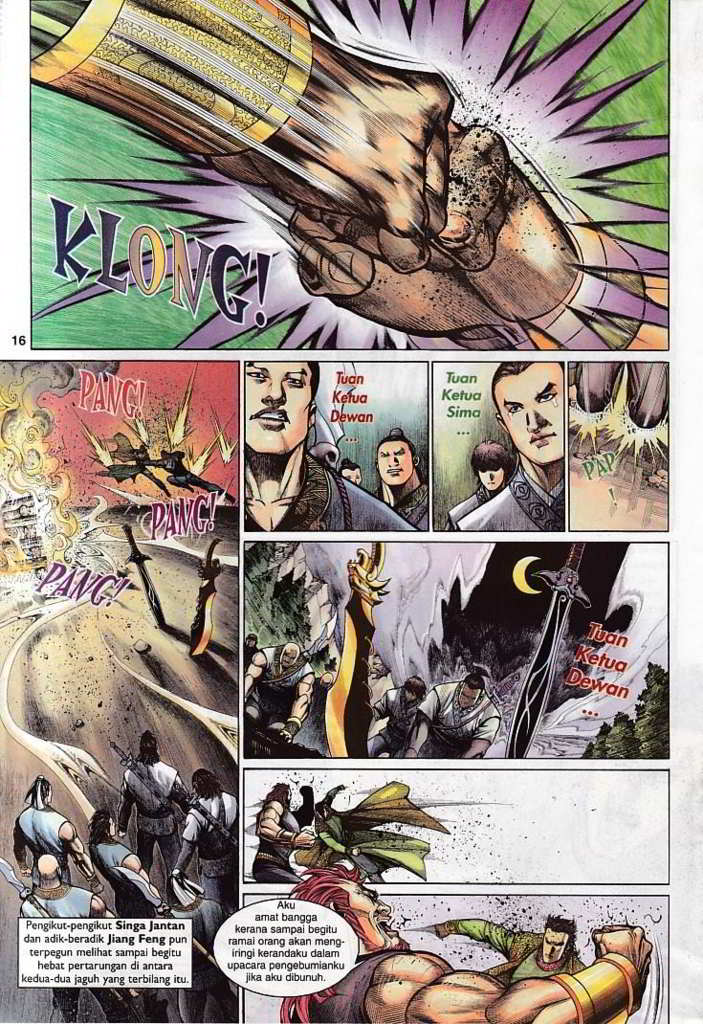 KLONG!
16
PANG!
PANG!
PANG!
Tuan
Ketua
Dewan
...
Tuan
Ketua
Sima
...
PAP
!
Tuan
Ketua
Dewan
...
Pengikut-pengikut Singa Jantan
dan adik-beradik Jiang Feng pun
terpegun melihat sampai begitu
hebat pertarungan di antara
kedua-dua jaguh yang terbilang itu.
Aku
amat bangga
kerana sampai begitu
ramai orang akan meng-
iringi kerandaku dalam
upacara pengebumianku
jika aku dibunuh.